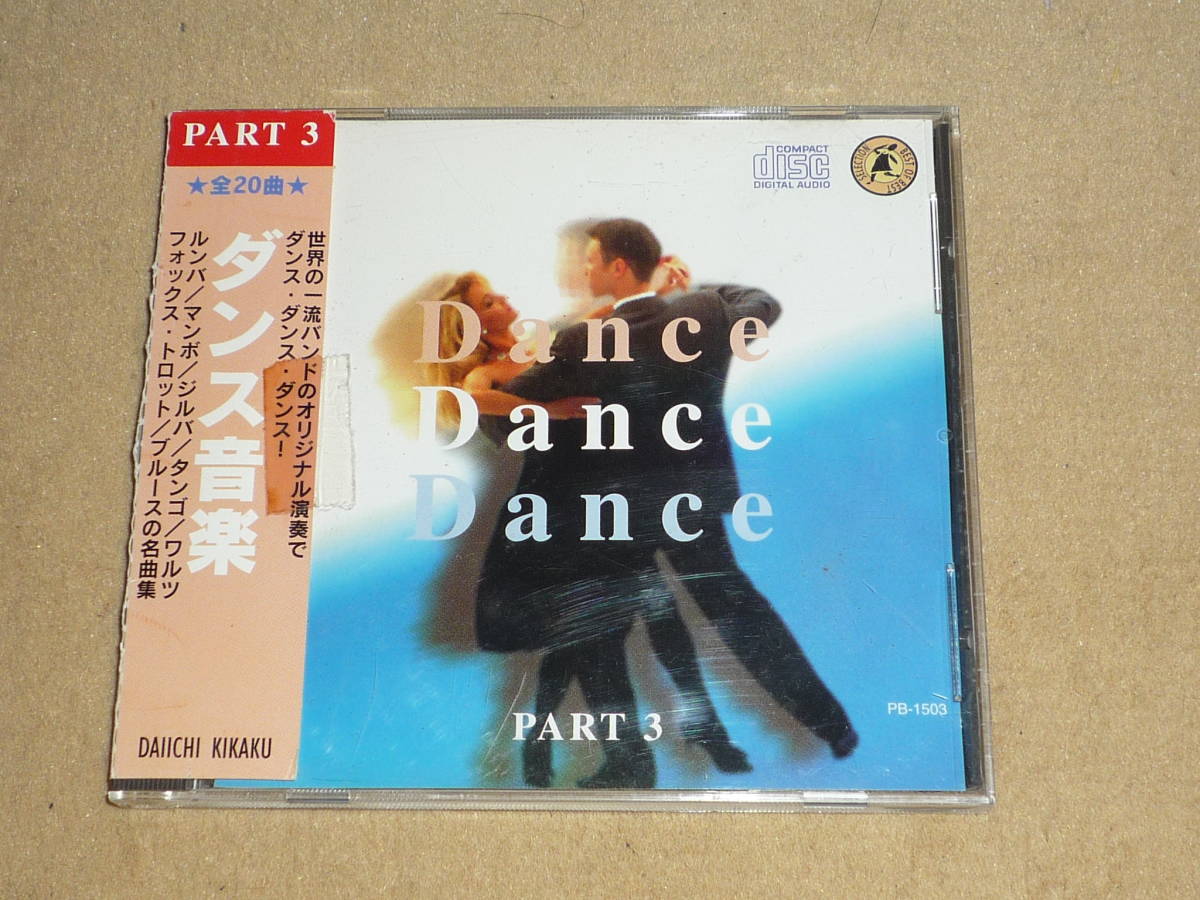 PART 3
★全20曲★
世界の一流バンドのオリジナル演奏で
ダンス・ダンス・ダンス!
ダンス音楽
ルンバ/マンボ/ジルバ/タンゴ/ワルツ
フォックス・トロット/ブルースの名曲集
DAIICHI KIKAKU
COMPACT
disc
DIGITAL AUDIO
SELECTION
BEST OF BEST
Dance
Dance
Dance
PART 3
PB-1503